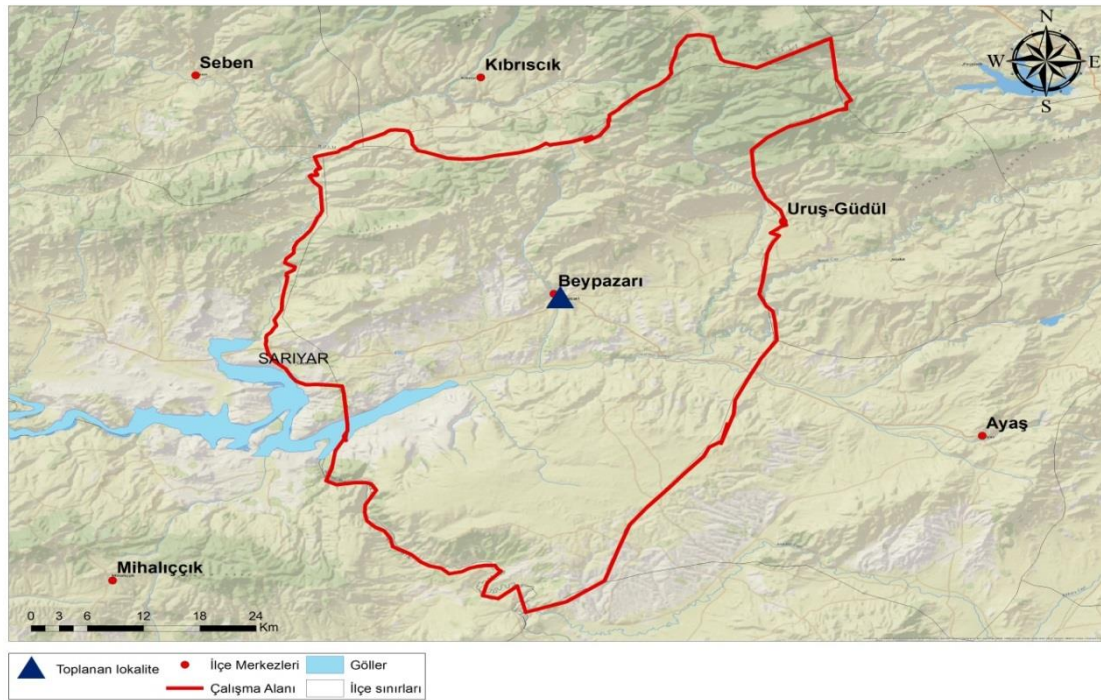 N
Seben
Kıbrıscık
W E
S
Uruş-Güdül
Beypazarı
SARIYAR
Ayaş
Mihalıççık
0 3 6 12 18 24
Km
Toplanan lokalite İlçe Merkezleri Göller
Çalışma Alanı İlçe sınırları